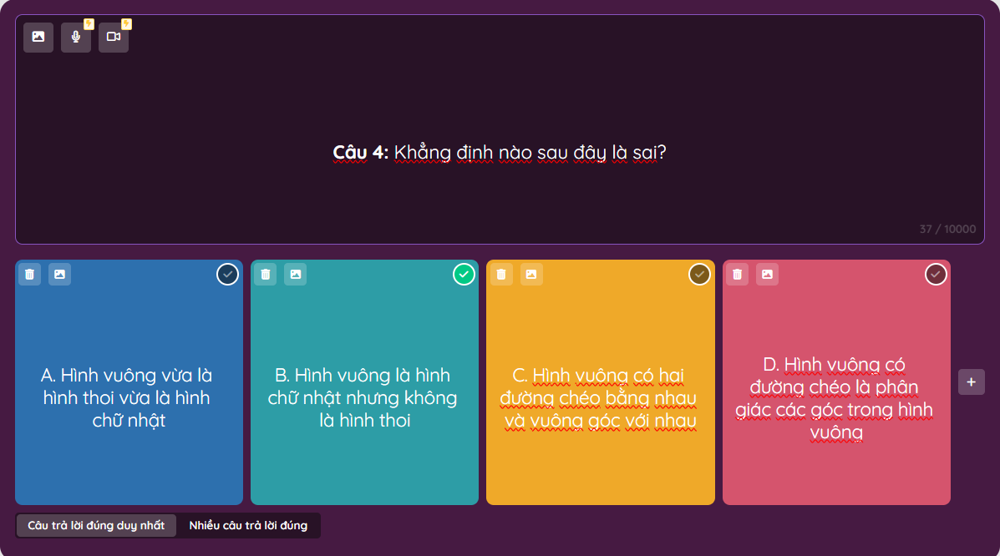 Câu 4: Khẳng định nào sau đây là sai?
37 / 10000
A. Hình vuông vừa là
hình thoi vừa là hình
chữ nhật
B. Hình vuông là hình
chữ nhật nhưng không
là hình thoi
C. Hình vuông có hai
đường chéo bằng nhau
và vuông góc với nhau
D. Hình vuông có
đường chéo là phân
giác các góc trong hình
vuông
+
Câu trả lời đúng duy nhất
Nhiều câu trả lời đúng